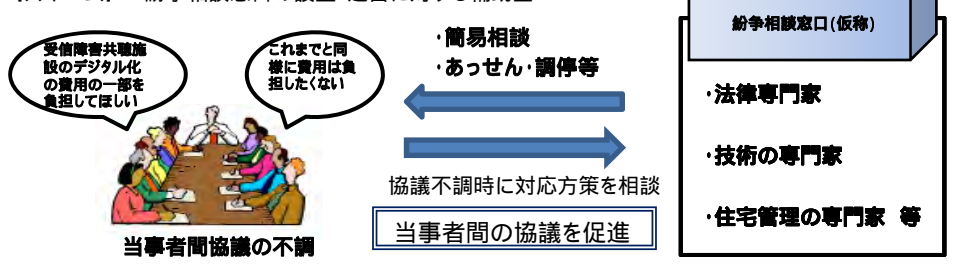 紛争相談窓口(仮称)
受信障害共聴施
設のデジタル化
の費用の一部を
負担してほしい
これまでと同
様に費用は負
担したくない
・簡易相談
・あっせん・調停等
・法律専門家
・技術の専門家
・住宅管理の専門家 等
協議不調時に対応方策を相談
当事者間の協議を促進
当事者間協議の不調